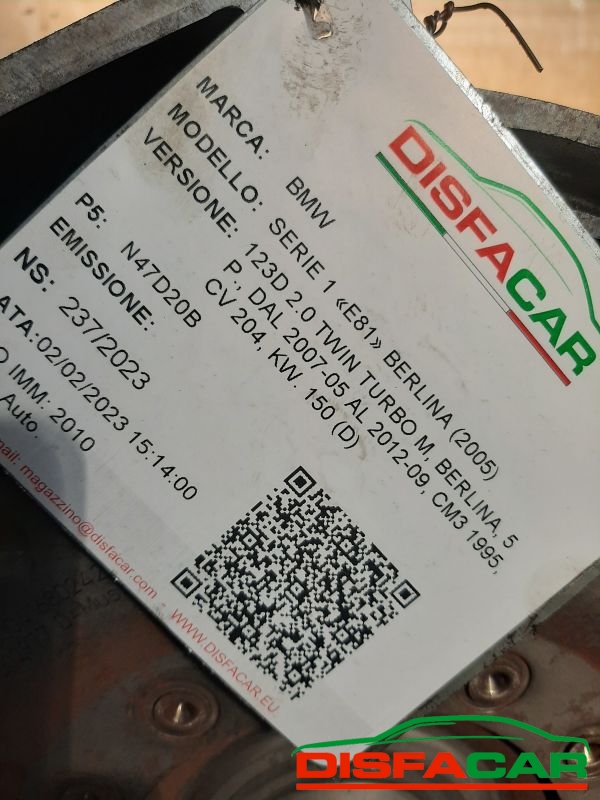 DISFACAR
MARCA: BMW
MODELLO: SERIE 1 «E81» BERLINA (2005)
VERSIONE: 123D 2.0 TWIN TURBO M, BERLINA, 5
P., DAL 2007-05 AL 2012-09, CM3 1995,
CV 204, KW. 150 (D)
P5: N47D20B
EMISSIONE:
NS: 237/2023
ATA:02/02/2023 15:14:00
O IMM: 2010
Auto.
mail: magazzino@disfacar.com - WWW.DISFACAR.EU
DISFACAR